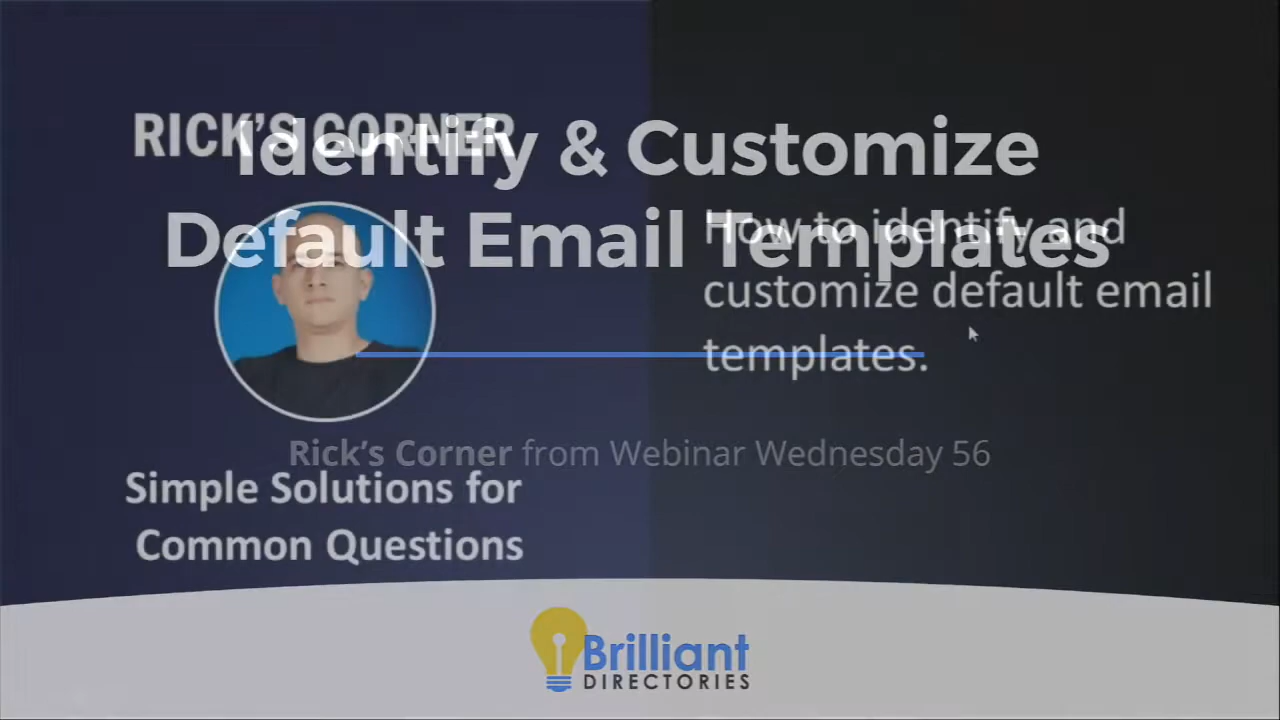 RICK'S CORNER
Identify & Customize
Default Email Templates
How to identify and
customize default email
templates.
Rick's Corner from Webinar Wednesday 56
Simple Solutions for
Common Questions
Brilliant
DIRECTORIES